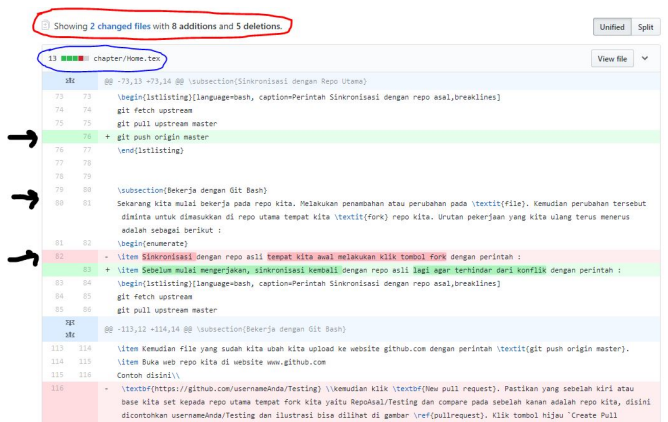 Showing 2 changed files with 8 additions and 5 deletions.
Unified Split
13 chapter/Home.tex View file
@@ -73,13 +73,14 @@ \subsection{Sinkronisasi dengan Repo Utama}
73 73 \begin{lstlisting}[language=bash, caption=Perintah Sinkronisasi dengan repo asal,breaklines]
74 74 git fetch upstream
75 75 git pull upstream master
76 + git push origin master
76 77 \end{lstlisting}
77 78
78 79
79 80 \subsection{Bekerja dengan Git Bash}
80 81 Sekarang kita mulai bekerja pada repo kita. Melakukan penambahan atau perubahan pada \textit{file}. Kemudian perubahan tersebut
diminta untuk dimasukkan di repo utama tempat kita \textit{fork} repo kita. Urutan pekerjaan yang kita ulang terus menerus
adalah sebagai berikut :
81 82 \begin{enumerate}
82 - \item Sinkronisasi dengan repo asli tempat kita awal melakukan klik tombol fork dengan perintah :
83 + \item Sebelum mulai mengerjakan, sinkronisasi kembali dengan repo asli lagi agar terhindar dari konflik dengan perintah :
83 84 \begin{lstlisting}[language=bash, caption=Perintah Sinkronisasi dengan repo asal,breaklines]
84 85 git fetch upstream
85 86 git pull upstream master
@@ -113,12 +114,14 @@ \subsection{Bekerja dengan Git Bash}
113 114 \item Kemudian file yang sudah kita ubah kita upload ke website github.com dengan perintah \textit{git push origin master}.
114 115 \item Buka web repo kita di website www.github.com
115 116 Contoh disini\\
116 - \textbf{https://github.com/usernameAnda/Testing} \\kemudian klik \textbf{New pull request}. Pastikan yang sebelah kiri atau
base kita set kepada repo utama tempat fork kita yaitu RepoAsal/Testing dan compare pada sebelah kanan adalah repo kita, disini
dicontohkan usernameAnda/Testing dan ilustrasi bisa dilihat di gambar \ref{pullrequest}. Klik tombol hijau `Create Pull